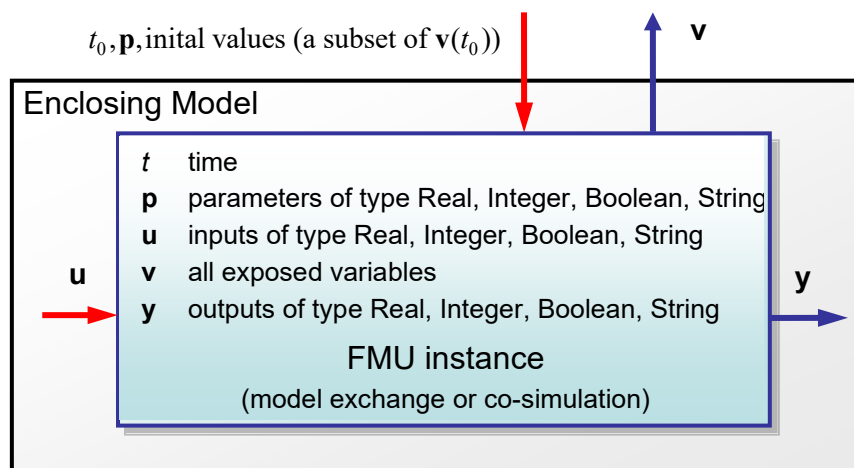 t₀, p, inital values (a subset of v(t₀))
v
Enclosing Model
t time
p parameters of type Real, Integer, Boolean, String
u inputs of type Real, Integer, Boolean, String
v all exposed variables
y outputs of type Real, Integer, Boolean, String
u
y
FMU instance
(model exchange or co-simulation)